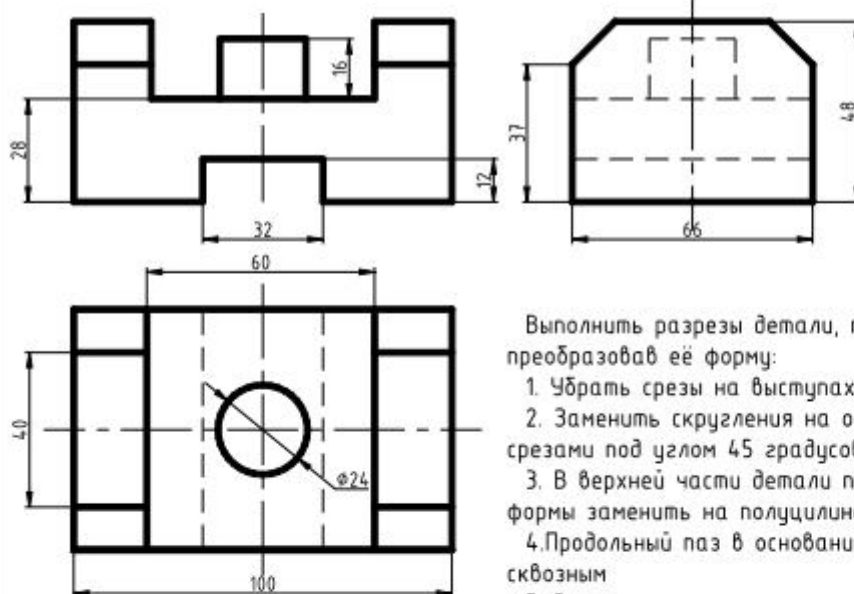 16
28
12
32
37
48
66
60
40
⌀24
100
Выполнить разрезы детали,
преобразовав её форму:
1. Убрать срезы на выступах
2. Заменить скругления на
срезами под углом 45 градусов
3. В верхней части детали
формы заменить на
4.Продольный паз в
сквозным